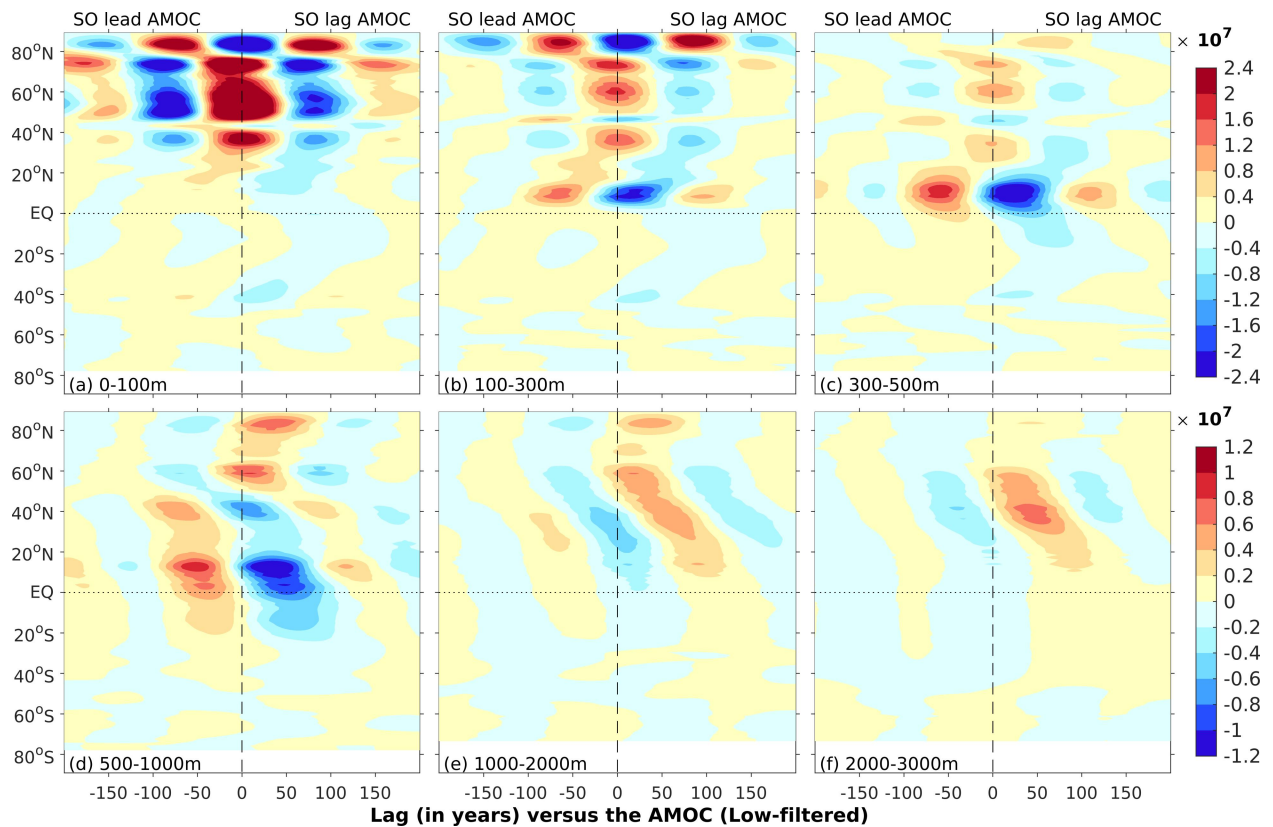 SO lead AMOC SO lag AMOC SO lead AMOC SO lag AMOC SO lead AMOC SO lag AMOC
× 10⁷
80°N 2.4
60°N 2
40°N 1.6
20°N 1.2
EQ 0.8
20°S 0.4
40°S 0
60°S -0.4
80°S -0.8
-1.2
-1.6
-2
-2.4
(a) 0-100m (b) 100-300m (c) 300-500m
× 10⁷
80°N 1.2
60°N 1
40°N 0.8
20°N 0.6
EQ 0.4
20°S 0.2
40°S 0
60°S -0.2
80°S -0.4
-0.6
-0.8
-1
-1.2
(d) 500-1000m (e) 1000-2000m (f) 2000-3000m
-150 -100 -50 0 50 100 150 -150 -100 -50 0 50 100 150 -150 -100 -50 0 50 100 150
Lag (in years) versus the AMOC (Low-filtered)